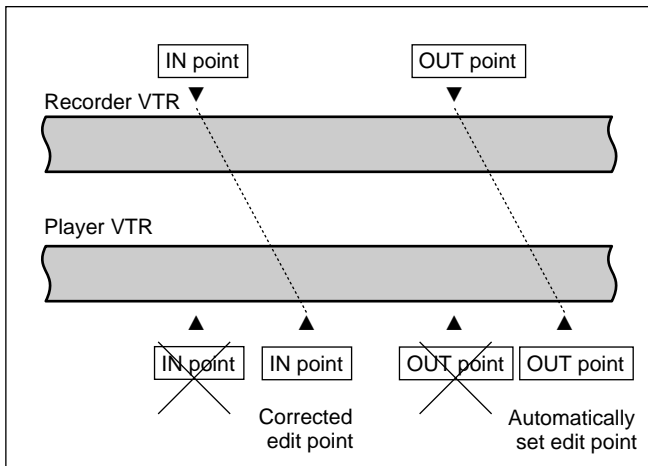 IN point
OUT point
Recorder VTR
Player VTR
IN point
IN point
OUT point
OUT point
Corrected
edit point
Automatically
set edit point